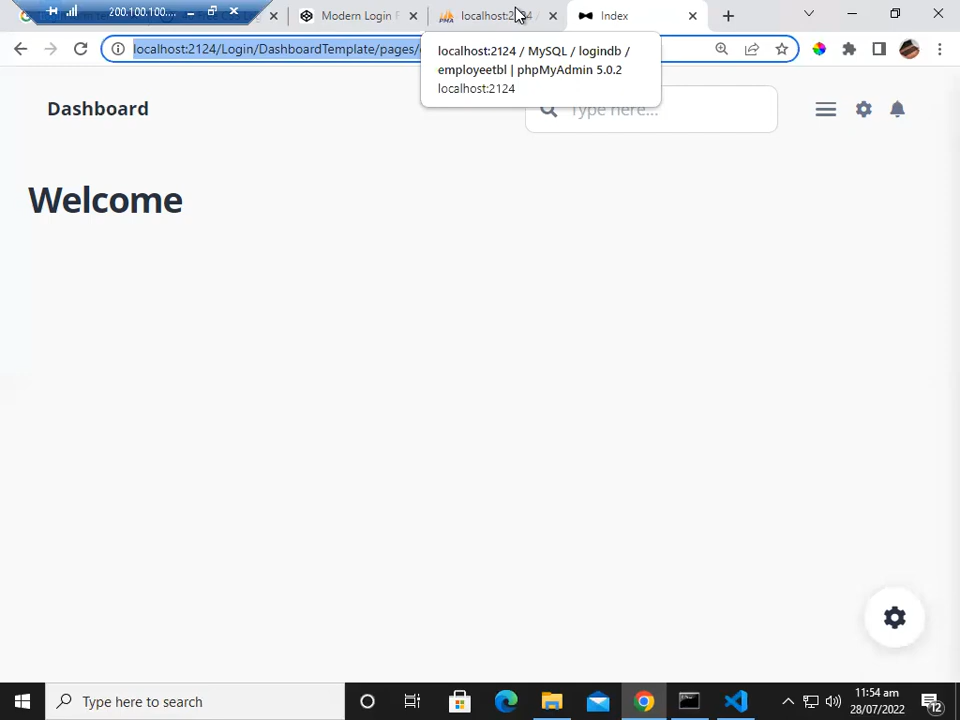 200.100.100....
Modern Login F
localhost:2124 /
Index
localhost:2124/Login/DashboardTemplate/pages/
localhost:2124 / MySQL / logindb /
employeetbl | phpMyAdmin 5.0.2
localhost:2124
Dashboard
Type here...
Welcome
Type here to search
11:54 am
28/07/2022
12